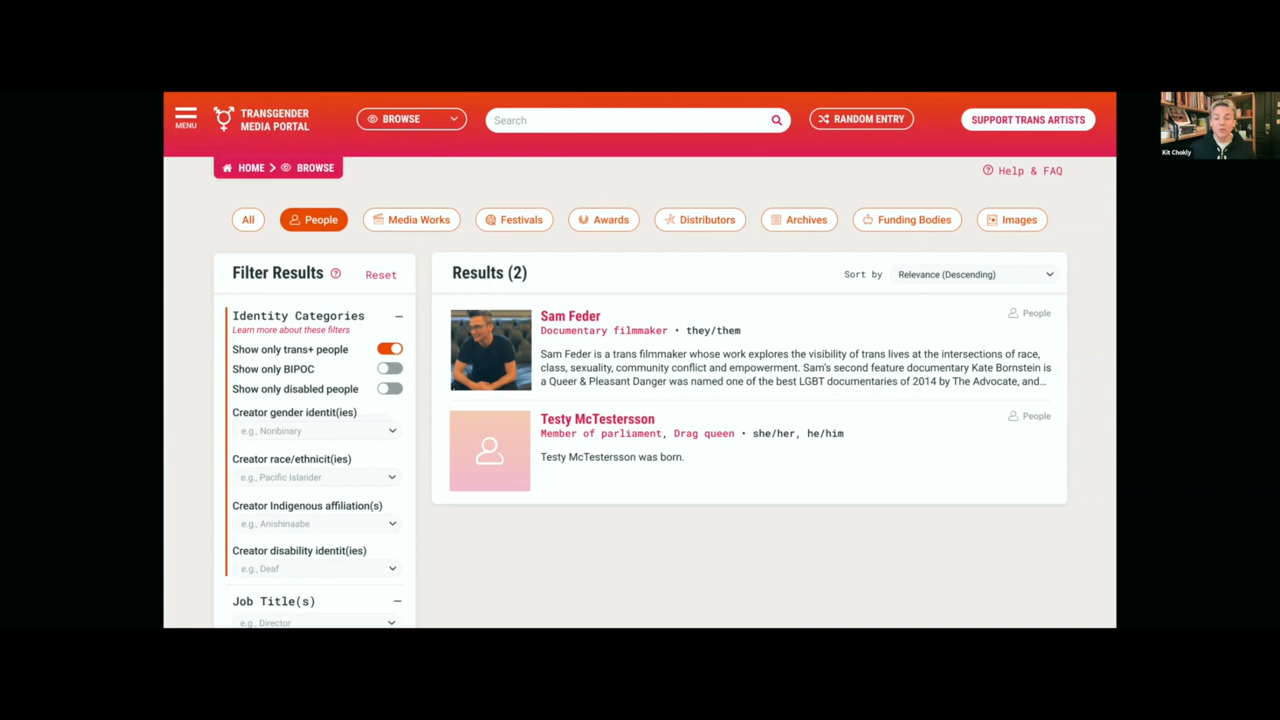 MENU
TRANSGENDER
MEDIA PORTAL
BROWSE
Search
RANDOM ENTRY
SUPPORT TRANS ARTISTS
Kit Chokly
HOME > BROWSE
Help & FAQ
All
People
Media Works
Festivals
Awards
Distributors
Archives
Funding Bodies
Images
Filter Results
Reset
Identity Categories
Learn more about these filters
Show only trans+ people
Show only BIPOC
Show only disabled people
Creator gender identit(ies)
e.g., Nonbinary
Creator race/ethnicit(ies)
e.g., Pacific Islander
Creator Indigenous affiliation(s)
e.g., Anishinaabe
Creator disability identit(ies)
e.g., Deaf
Job Title(s)
e.g., Director
Results (2)
Sort by Relevance (Descending)
Sam Feder
People
Documentary filmmaker • they/them
Sam Feder is a trans filmmaker whose work explores the visibility of trans lives at the intersections of race,
class, sexuality, community conflict and empowerment. Sam's second feature documentary Kate Bornstein is
a Queer & Pleasant Danger was named one of the best LGBT documentaries of 2014 by The Advocate, and...
Testy McTestersson
People
Member of parliament, Drag queen • she/her, he/him
Testy McTestersson was born.